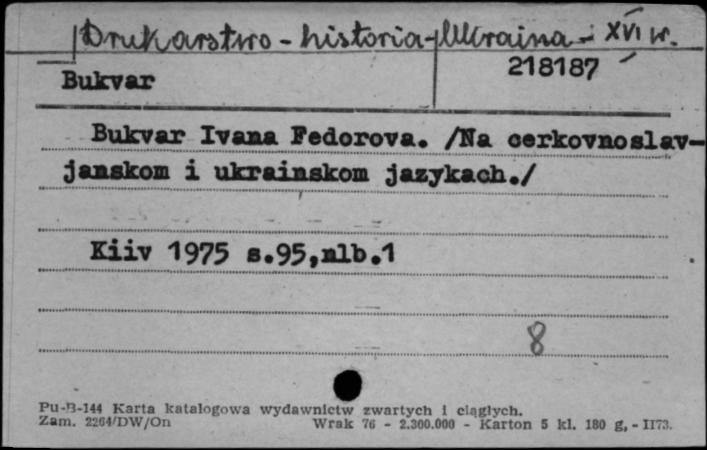 Drukarstwo - historia - Ukraina - XVI w.
218187
Bukvar
Bukvar Ivana Fedorova. /Na cerkovnoslav-
janskom i ukrainskom jazykach./
Kiiv 1975 s.95,nlb.1
8
Pu-B-144 Karta katalogowa wydawnictw zwartych i ciągłych.
Zam. 2264/DW/On Wrak 76 - 2.300.000 - Karton 5 kl. 180 g, - II73.